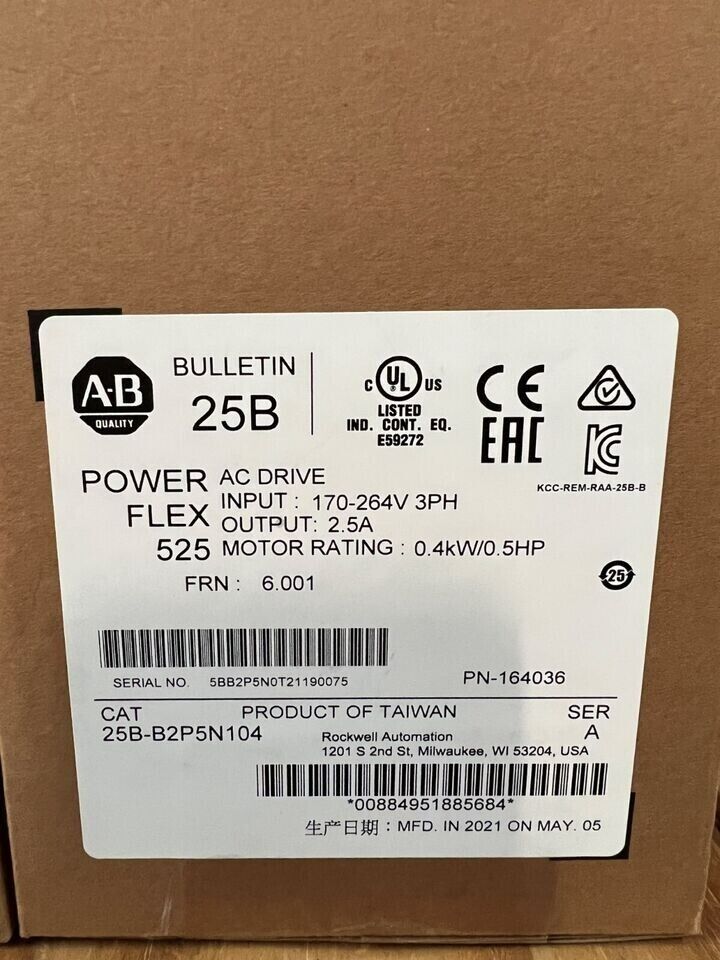 A-B
QUALITY
BULLETIN
25B
C UL US
LISTED
IND. CONT. EQ.
E59272
CE
EAC
KC
KCC-REM-RAA-25B-B
POWER
FLEX
525
AC DRIVE
INPUT : 170-264V 3PH
OUTPUT: 2.5A
MOTOR RATING : 0.4kW/0.5HP
FRN : 6.001
25
SERIAL NO. 5BB2P5N0T21190075
PN-164036
CAT
25B-B2P5N104
PRODUCT OF TAIWAN
SER
A
Rockwell Automation
1201 S 2nd St, Milwaukee, WI 53204, USA
*00884951885684*
生产日期 : MFD. IN 2021 ON MAY. 05